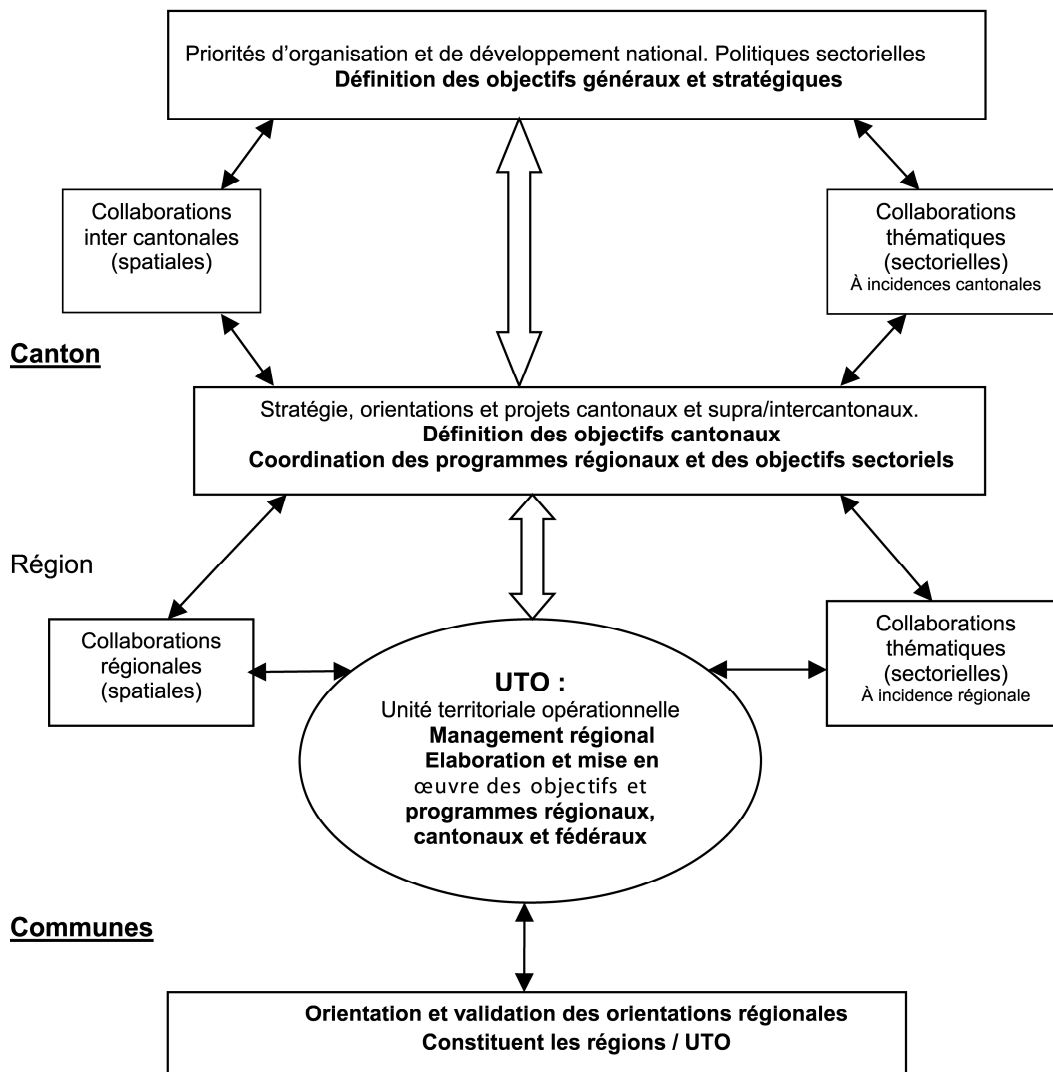 Priorités d'organisation et de développement national. Politiques sectorielles
Définition des objectifs généraux et stratégiques
Collaborations
inter cantonales
(spatiales)
Collaborations
thématiques
(sectorielles)
À incidences cantonales
Canton
Stratégie, orientations et projets cantonaux et supra/intercantonaux.
Définition des objectifs cantonaux
Coordination des programmes régionaux et des objectifs sectoriels
Région
Collaborations
régionales
(spatiales)
Collaborations
thématiques
(sectorielles)
À incidence régionale
UTO :
Unité territoriale opérationnelle
Management régional
Elaboration et mise en
œuvre des objectifs et
programmes régionaux,
cantonaux et fédéraux
Communes
Orientation et validation des orientations régionales
Constituent les régions / UTO